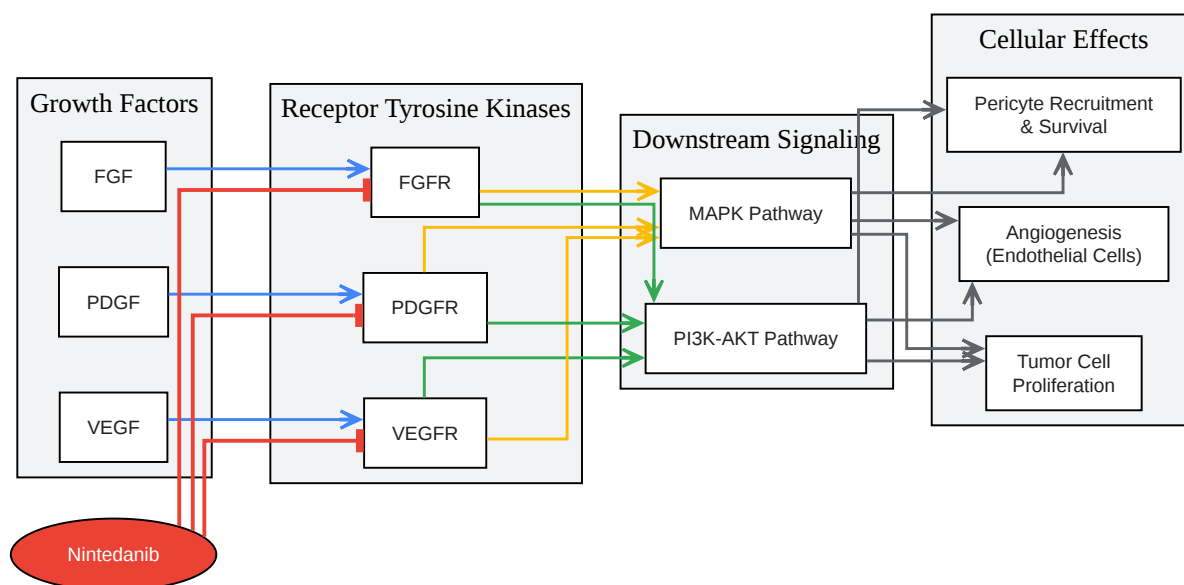 Growth Factors
FGF
PDGF
VEGF
Nintedanib
Receptor Tyrosine Kinases
FGFR
PDGFR
VEGFR
Downstream Signaling
MAPK Pathway
PI3K-AKT Pathway
Cellular Effects
Pericyte Recruitment
& Survival
Angiogenesis
(Endothelial Cells)
Tumor Cell
Proliferation